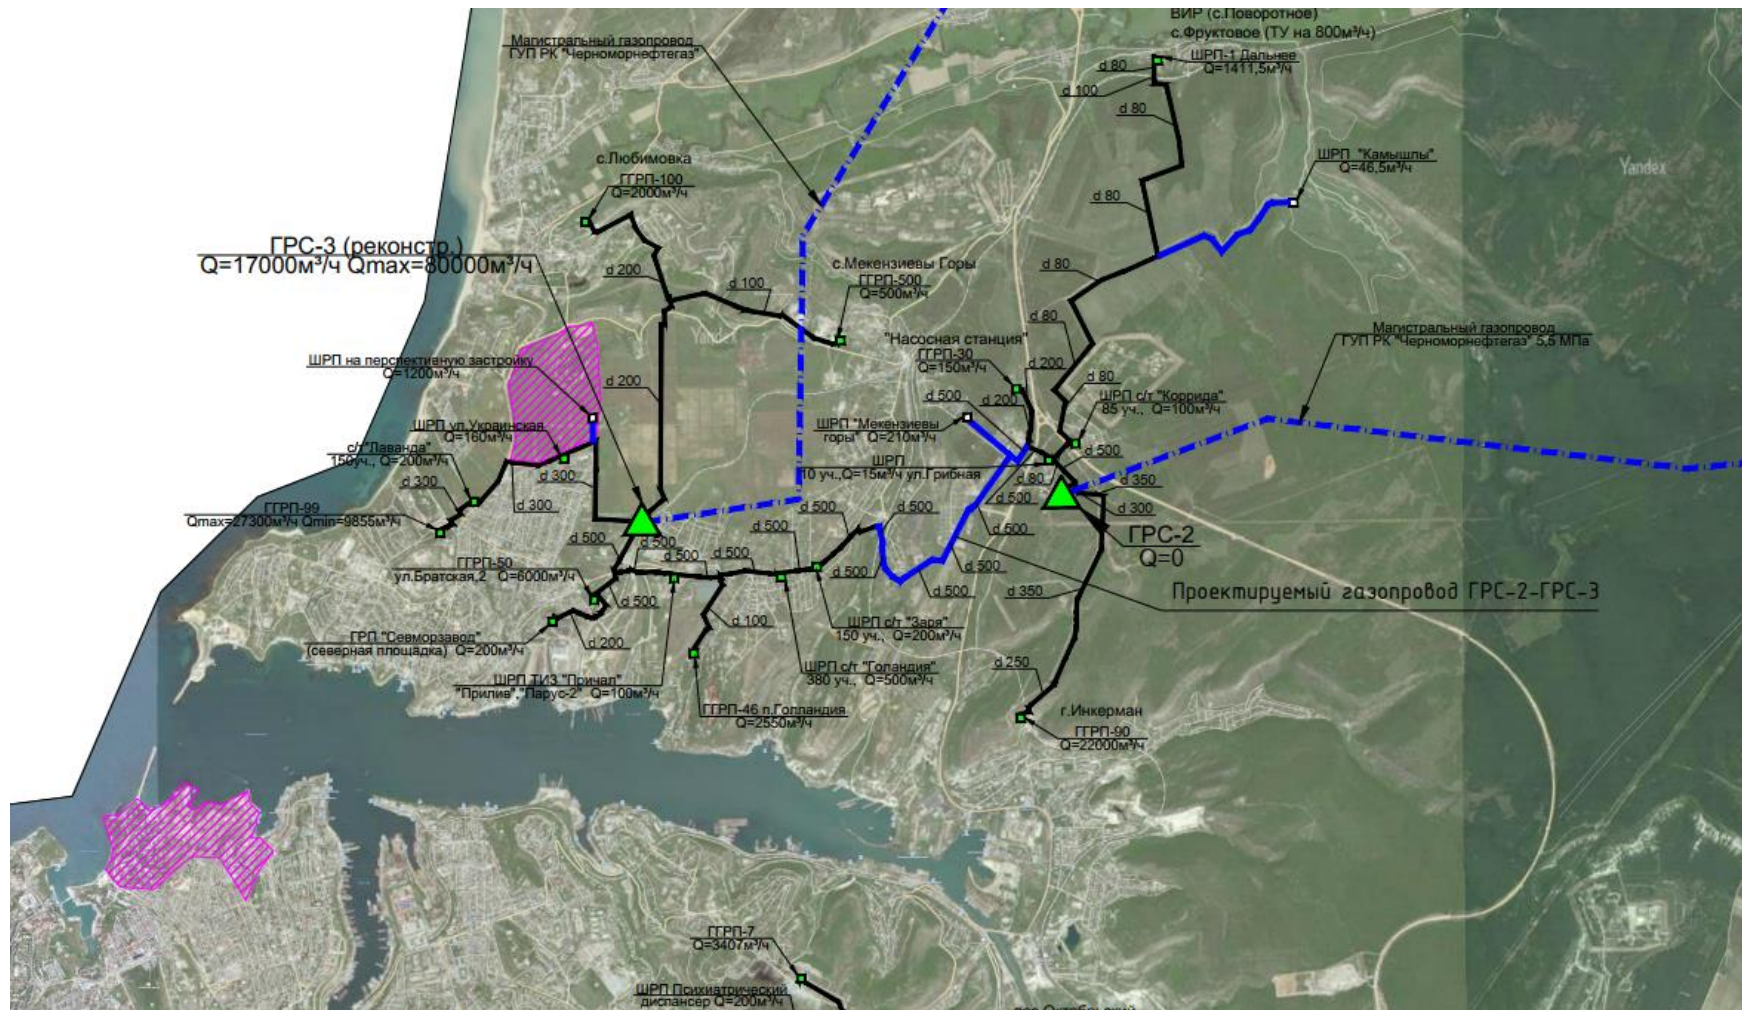 ВИР (с.Поворотное)
с.Фруктовое (ТУ на 800м³/ч)
Магистральный газопровод
ГУП РК "Черноморнефтегаз"
ШРП-1 Дальнее
Q=1411,5м³/ч
d 80
d 100
d 80
ШРП "Камышлы"
Q=46,5м³/ч
Yandex
с.Любимовка
ГГРП-100
Q=2000м³/ч
d 80
ГРС-3 (реконстр.)
Q=17000м³/ч Qmax=80000м³/ч
d 200
d 100
с.Мекензиевы Горы
ГГРП-500
Q=500м³/ч
d 80
d 80
Yandex
Магистральный газопровод
ГУП РК "Черноморнефтегаз" 5,5 МПа
"Насосная станция"
ГГРП-30
Q=150м³/ч
d 200
ШРП на перспективную застройку
Q=1200м³/ч
d 200
d 80
d 500
d 200
ШРП с/т "Коррида"
85 уч., Q=100м³/ч
ШРП ул.Украинская
Q=160м³/ч
ШРП "Мекензиевы
горы" Q=210м³/ч
с/т"Лаванда"
150уч., Q=200м³/ч
d 500
ШРП
10 уч.,Q=15м³/ч ул.Грибная
d 300
d 300
d 80
d 350
ГГРП-99
Qmax=27300м³/ч Qmin=9855м³/ч
d 300
d 500
d 500
d 500
d 300
d 500
d 500
d 500
d 500
d 500
ГРС-2
Q=0
ГГРП-50
ул.Братская,2 Q=6000м³/ч
d 500
d 500
d 500
d 500
d 500
d 350
Проектируемый газопровод ГРС-2-ГРС-3
d 100
ШРП с/т "Заря"
150 уч., Q=200м³/ч
ГРП "Севморзавод"
(северная площадка) Q=200м³/ч
d 200
ШРП с/т "Голандия"
380 уч., Q=500м³/ч
d 250
ШРП ТИЗ "Причал"
"Прилив","Парус-2" Q=100м³/ч
ГГРП-46 п.Голландия
Q=2550м³/ч
г.Инкерман
ГГРП-90
Q=22000м³/ч
ГГРП-7
Q=3407м³/ч
ШРП Психиатрический
диспансер Q=200м³/ч